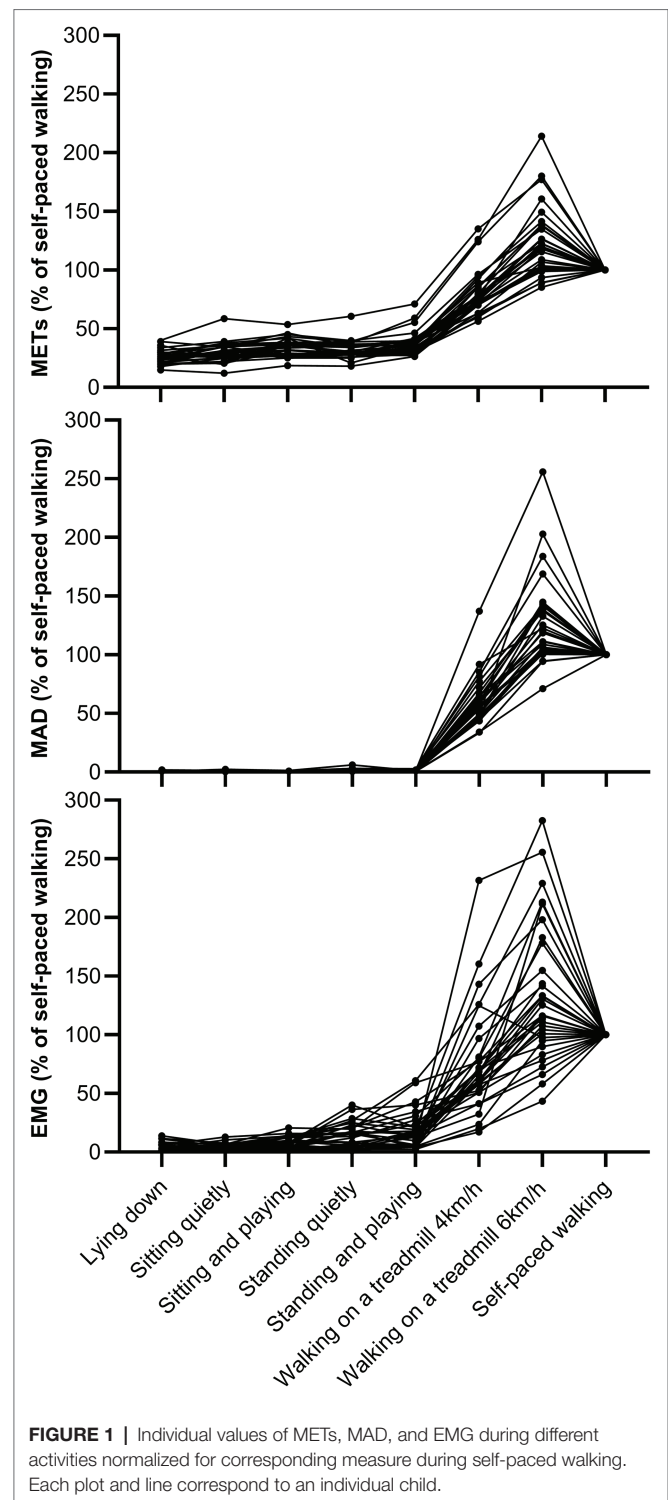 300
250
200
150
100
50
0
METs (% of self-paced walking)
300
250
200
150
100
50
0
MAD (% of self-paced walking)
300
250
200
150
100
50
0
EMG (% of self-paced walking)
Lying down
Sitting quietly
Sitting and playing
Standing quietly
Standing and playing
Walking on a treadmill 4km/h
Walking on a treadmill 6km/h
Self-paced walking
FIGURE 1 | Individual values of METs, MAD, and EMG during different
activities normalized for corresponding measure during self-paced walking.
Each plot and line correspond to an individual child.